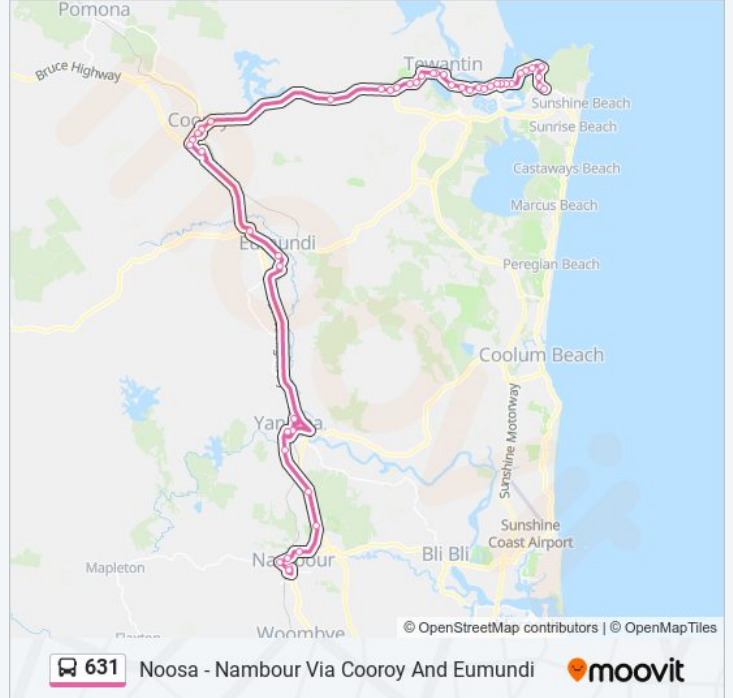 Pomona
Tewantin
Bruce Highway
Sunshine Beach
Sunrise Beach
Castaways Beach
Marcus Beach
Eumundi
Peregian Beach
Coolum Beach
Sunshine Motorway
Sunshine
Coast Airport
Bli Bli
Mapleton
Woombye
© OpenStreetMap contributors | © OpenMapTiles
631 Noosa - Nambour Via Cooroy And Eumundi moovit